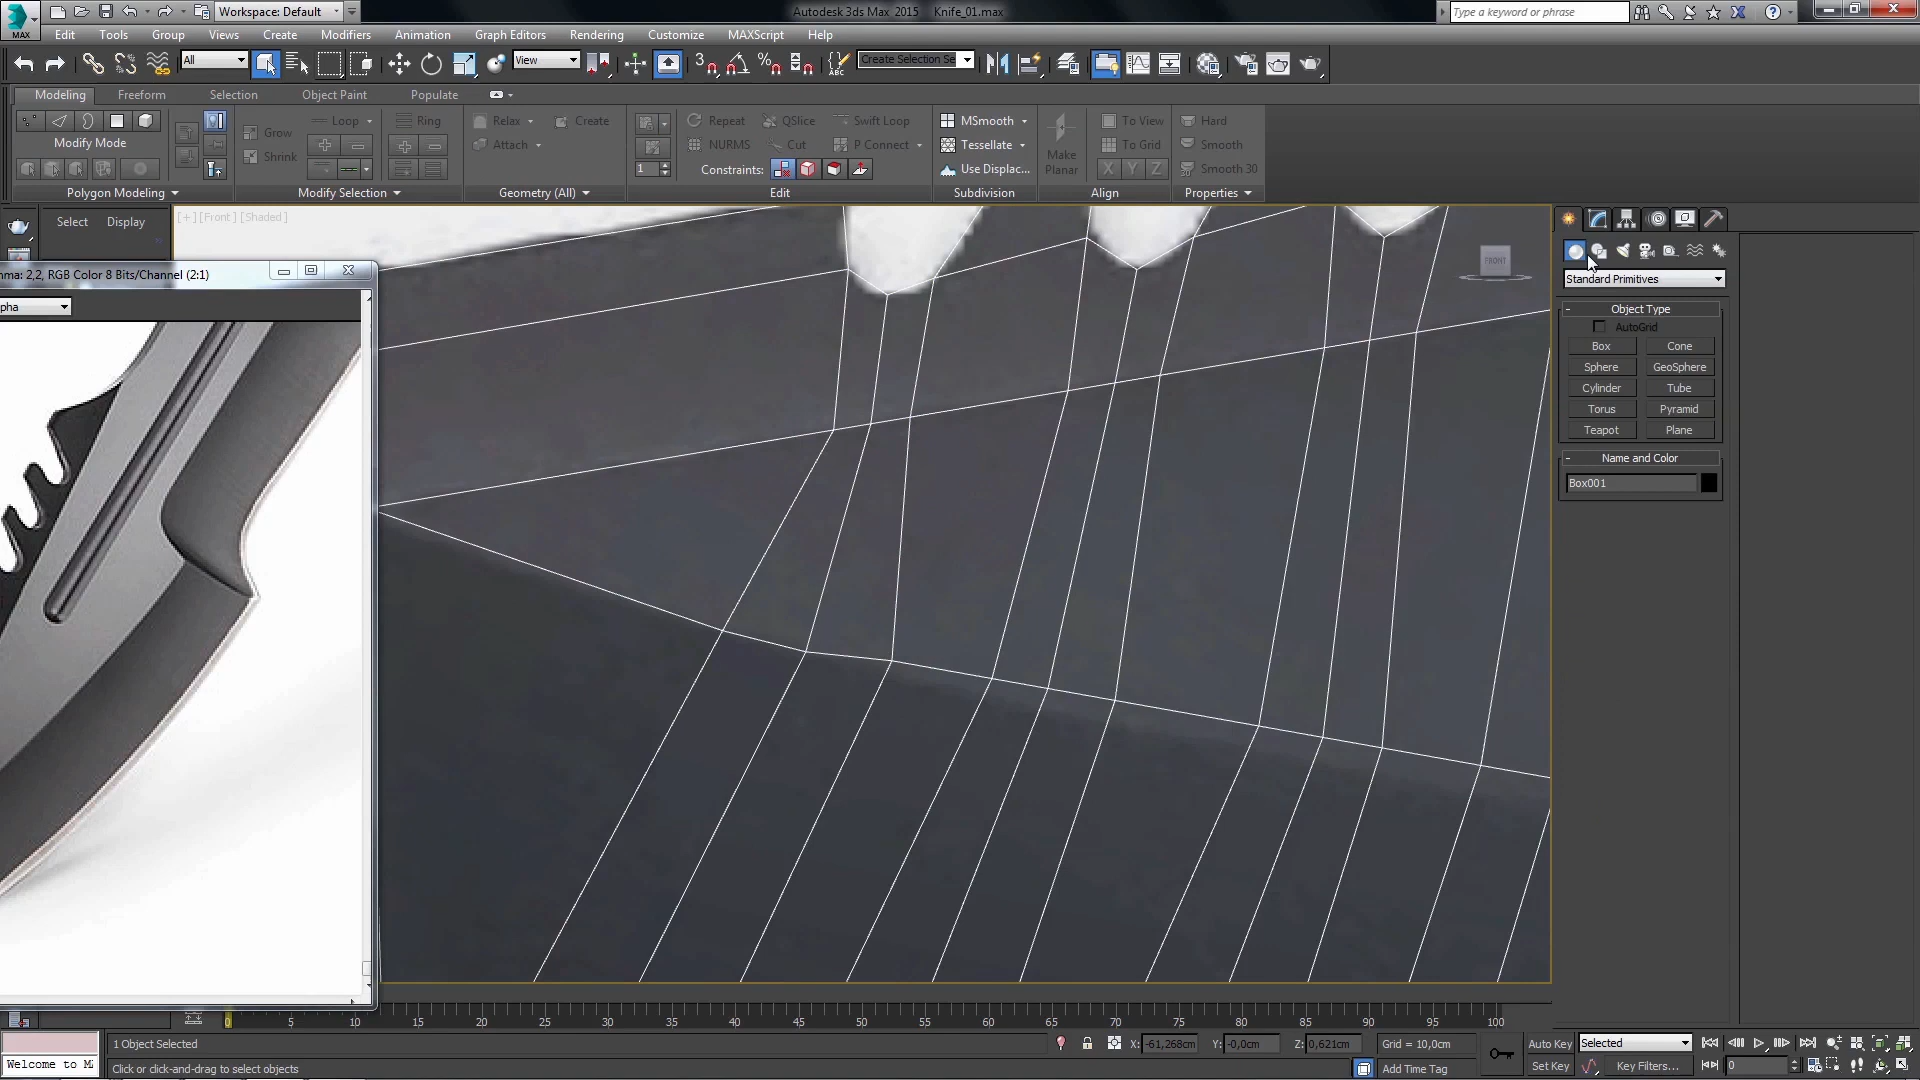 Workspace: Default
Autodesk 3ds Max 2015 Knife_01.max
Type a keyword or phrase
MAX
Edit Tools Group Views Create Modifiers Animation Graph Editors Rendering Customize MAXScript Help
All View Create Selection Se
Modeling Freeform Selection Object Paint Populate
Loop Ring Relax Create Repeat QSlice Swift Loop MSmooth To View Hard
Grow
Modify Mode Attach NURMS Cut P Connect Tessellate Make Planar To Grid Smooth
Shrink
1 Constraints: Use Displac... X Y Z Smooth 30
Polygon Modeling Modify Selection Geometry (All) Edit Subdivision Align Properties
Select Display
[+] [Front] [Shaded]
FRONT
mma: 2,2, RGB Color 8 Bits/Channel (2:1)
pha
Standard Primitives
- Object Type
AutoGrid
Box Cone
Sphere GeoSphere
Cylinder Tube
Torus Pyramid
Teapot Plane
- Name and Color
Box001
0 5 10 15 20 25 30 35 40 45 50 55 60 65 70 75 80 85 90 95 100
1 Object Selected X: -61,268cm Y: -0,0cm Z: 0,621cm Grid = 10,0cm Auto Key Selected
Welcome to M Click or click-and-drag to select objects Add Time Tag Set Key Key Filters... 0